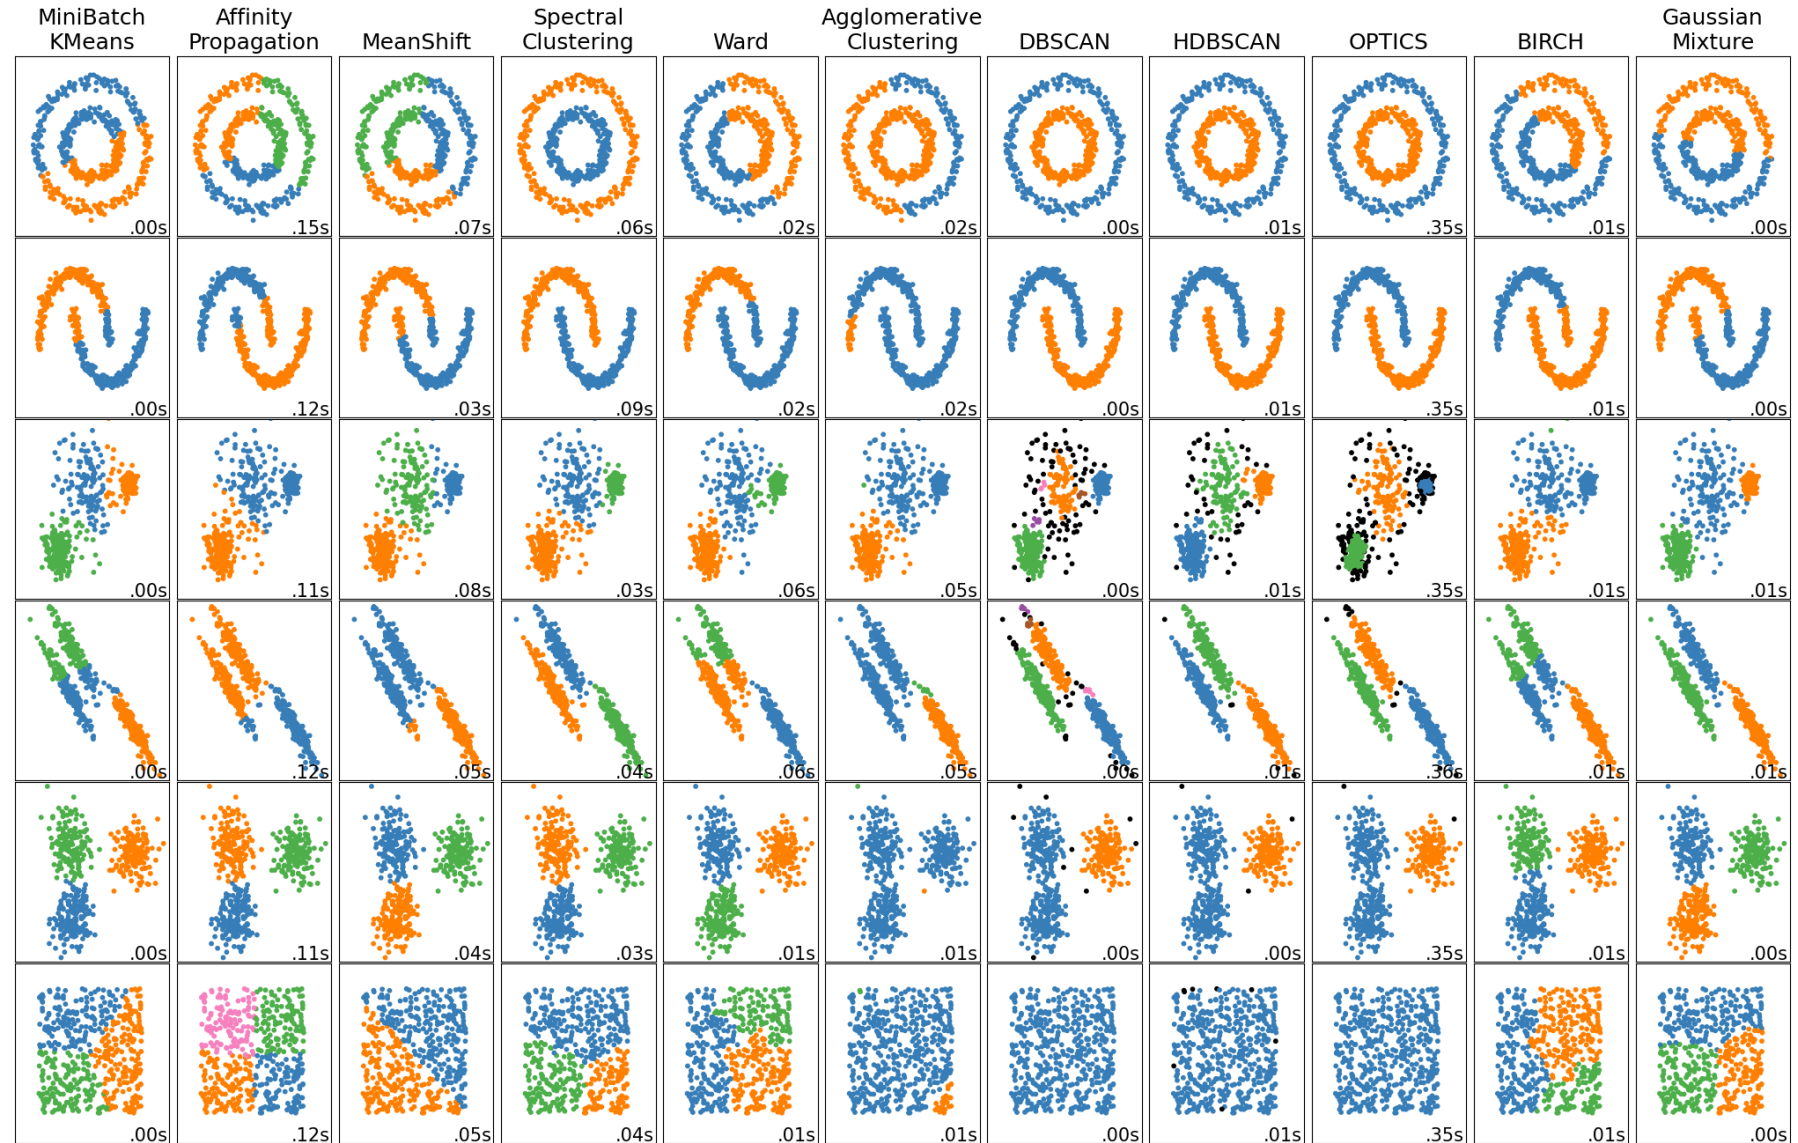 MiniBatch
KMeans
Affinity
Propagation
MeanShift
Spectral
Clustering
Ward
Agglomerative
Clustering
DBSCAN
HDBSCAN
OPTICS
BIRCH
Gaussian
Mixture
.00s .15s .07s .06s .02s .02s .00s .01s .35s .01s .00s
.00s .12s .03s .09s .02s .02s .00s .01s .35s .01s .00s
.00s .11s .08s .03s .06s .05s .00s .01s .35s .01s .01s
.00s .12s .05s .04s .06s .05s .00s .01s .36s .01s .01s
.00s .11s .04s .03s .01s .01s .00s .00s .35s .01s .00s
.00s .12s .05s .04s .01s .01s .00s .01s .35s .01s .00s